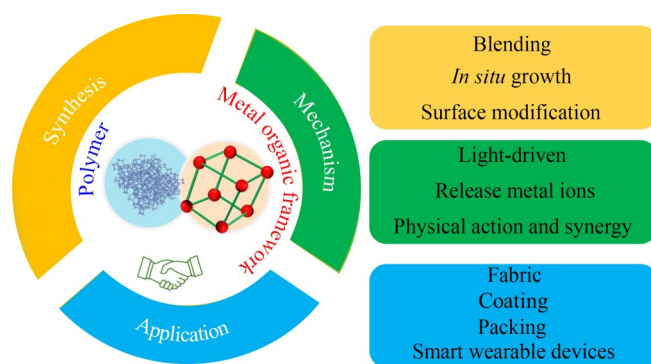 Synthesis
Mechanism
Application
Polymer
Metal organic framework
Blending
In situ growth
Surface modification
Light-driven
Release metal ions
Physical action and synergy
Fabric
Coating
Packing
Smart wearable devices